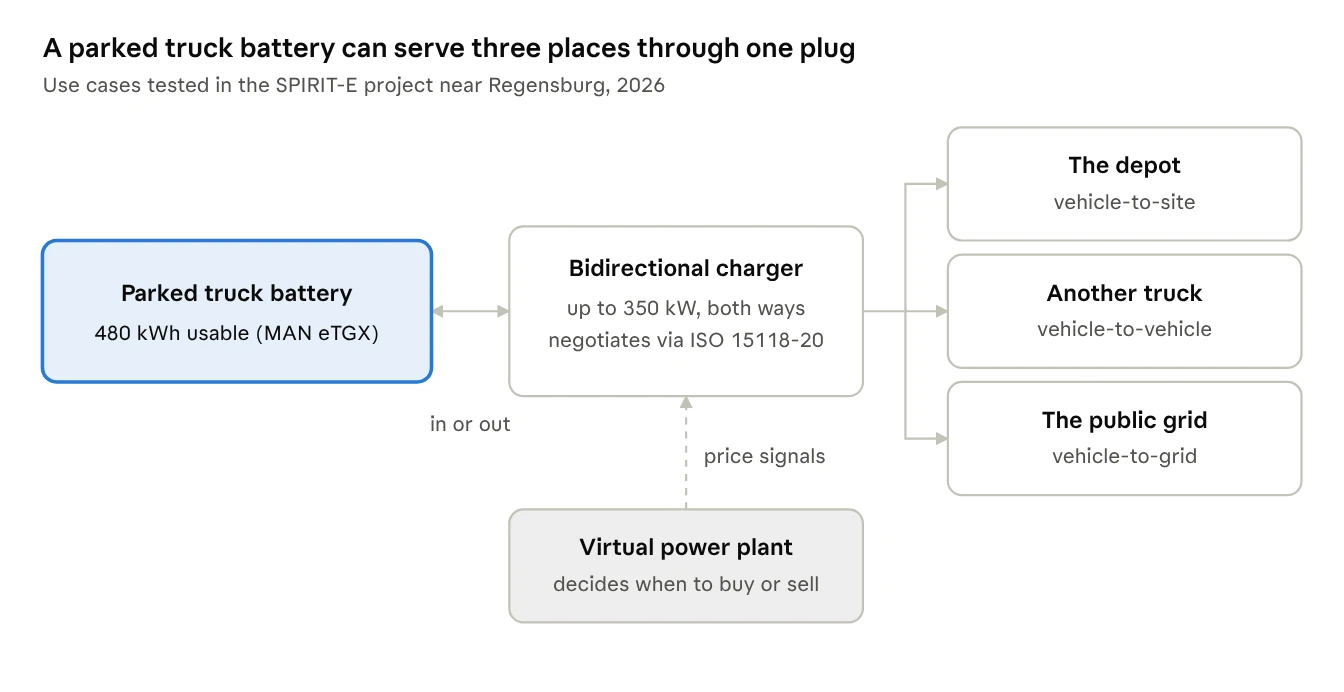 A parked truck battery can serve three places through one plug
Use cases tested in the SPIRIT-E project near Regensburg, 2026
Parked truck battery
480 kWh usable (MAN eTGX)
in or out
Bidirectional charger
up to 350 kW, both ways
negotiates via ISO 15118-20
price signals
Virtual power plant
decides when to buy or sell
The depot
vehicle-to-site
Another truck
vehicle-to-vehicle
The public grid
vehicle-to-grid